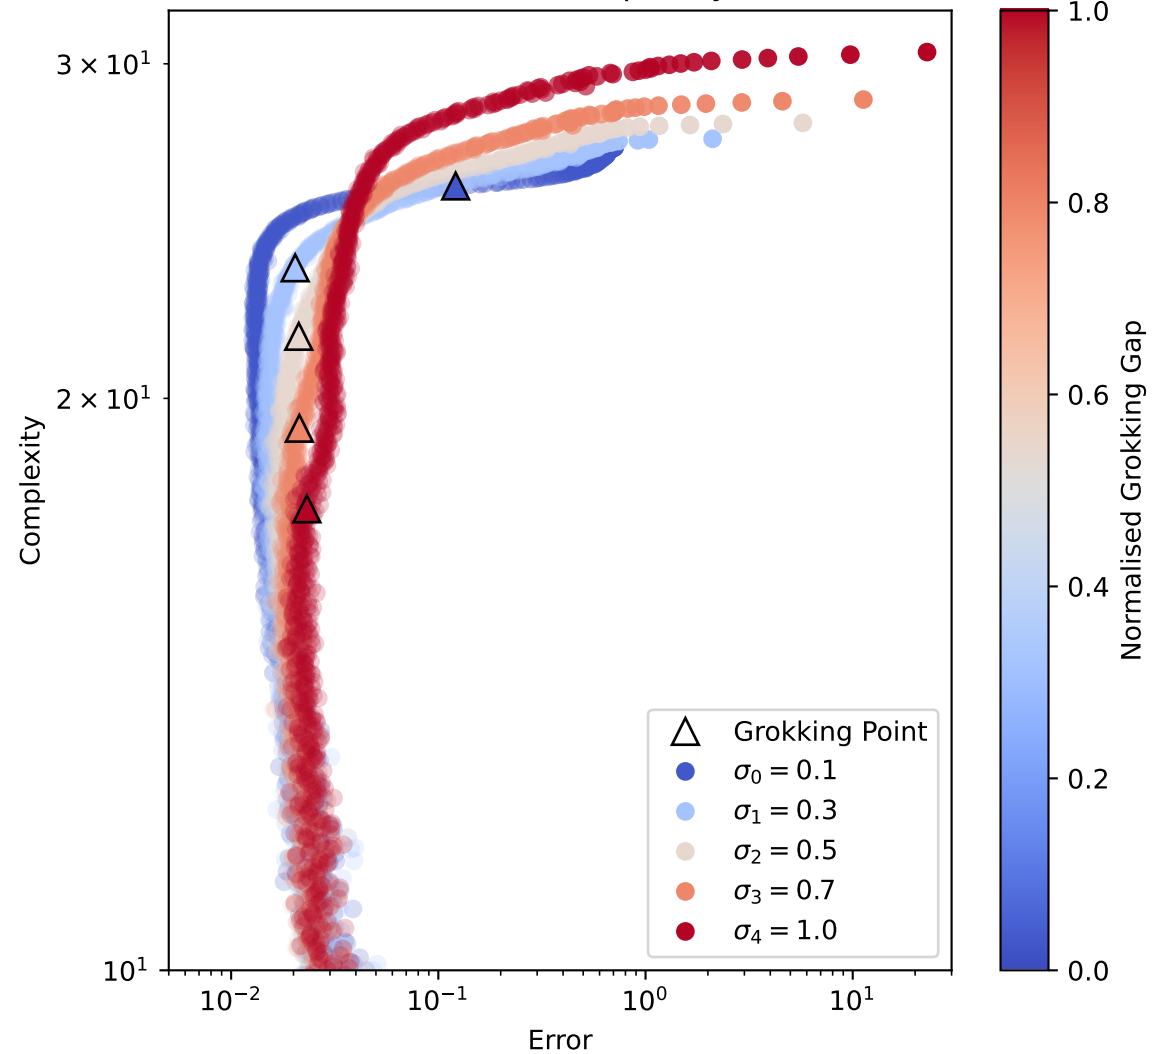 3 × 10¹
2 × 10¹
10¹
Complexity
10⁻²
10⁻¹
10⁰
10¹
Error
Grokking Point
σ₀ = 0.1
σ₁ = 0.3
σ₂ = 0.5
σ₃ = 0.7
σ₄ = 1.0
1.0
0.8
0.6
0.4
0.2
0.0
Normalised Grokking Gap